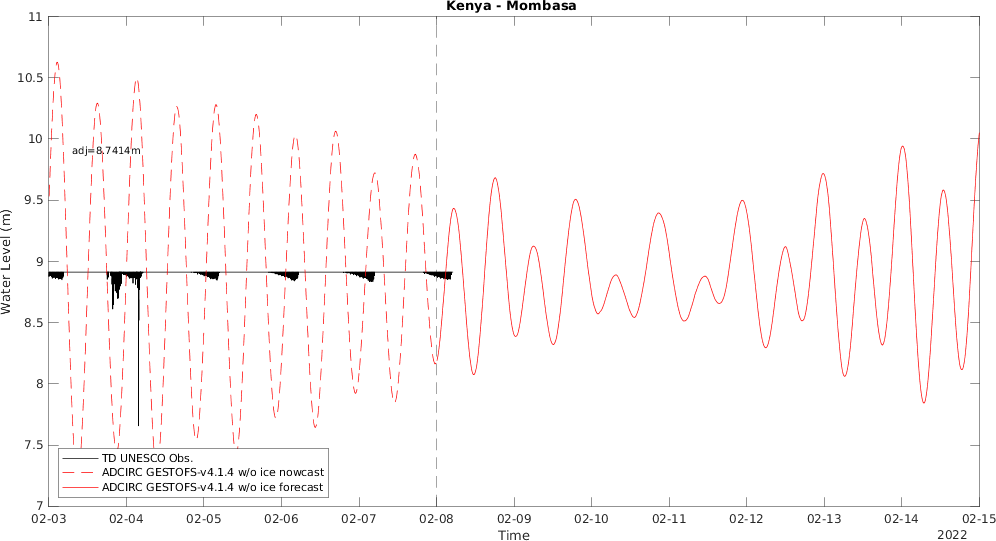 Kenya - Mombasa
11
10.5
10
9.5
9
8.5
8
7.5
7
Water Level (m)
adj=8.7414m
TD UNESCO Obs.
ADCIRC GESTOFS-v4.1.4 w/o ice nowcast
ADCIRC GESTOFS-v4.1.4 w/o ice forecast
02-03 02-04 02-05 02-06 02-07 02-08 02-09 02-10 02-11 02-12 02-13 02-14 02-15
Time
2022